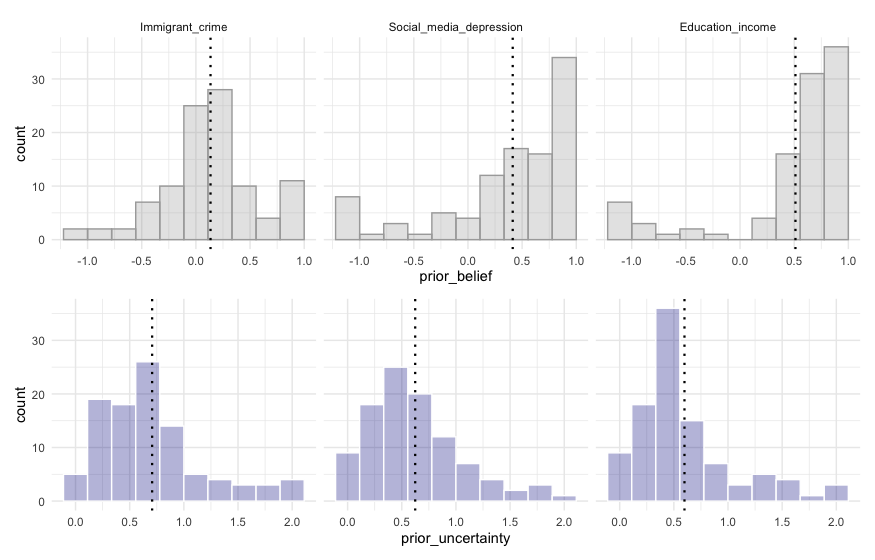 Immigrant_crime Social_media_depression Education_income
count
30
20
10
0
-1.0 -0.5 0.0 0.5 1.0 -1.0 -0.5 0.0 0.5 1.0 -1.0 -0.5 0.0 0.5 1.0
prior_belief
count
30
20
10
0
0.0 0.5 1.0 1.5 2.0 0.0 0.5 1.0 1.5 2.0 0.0 0.5 1.0 1.5 2.0
prior_uncertainty